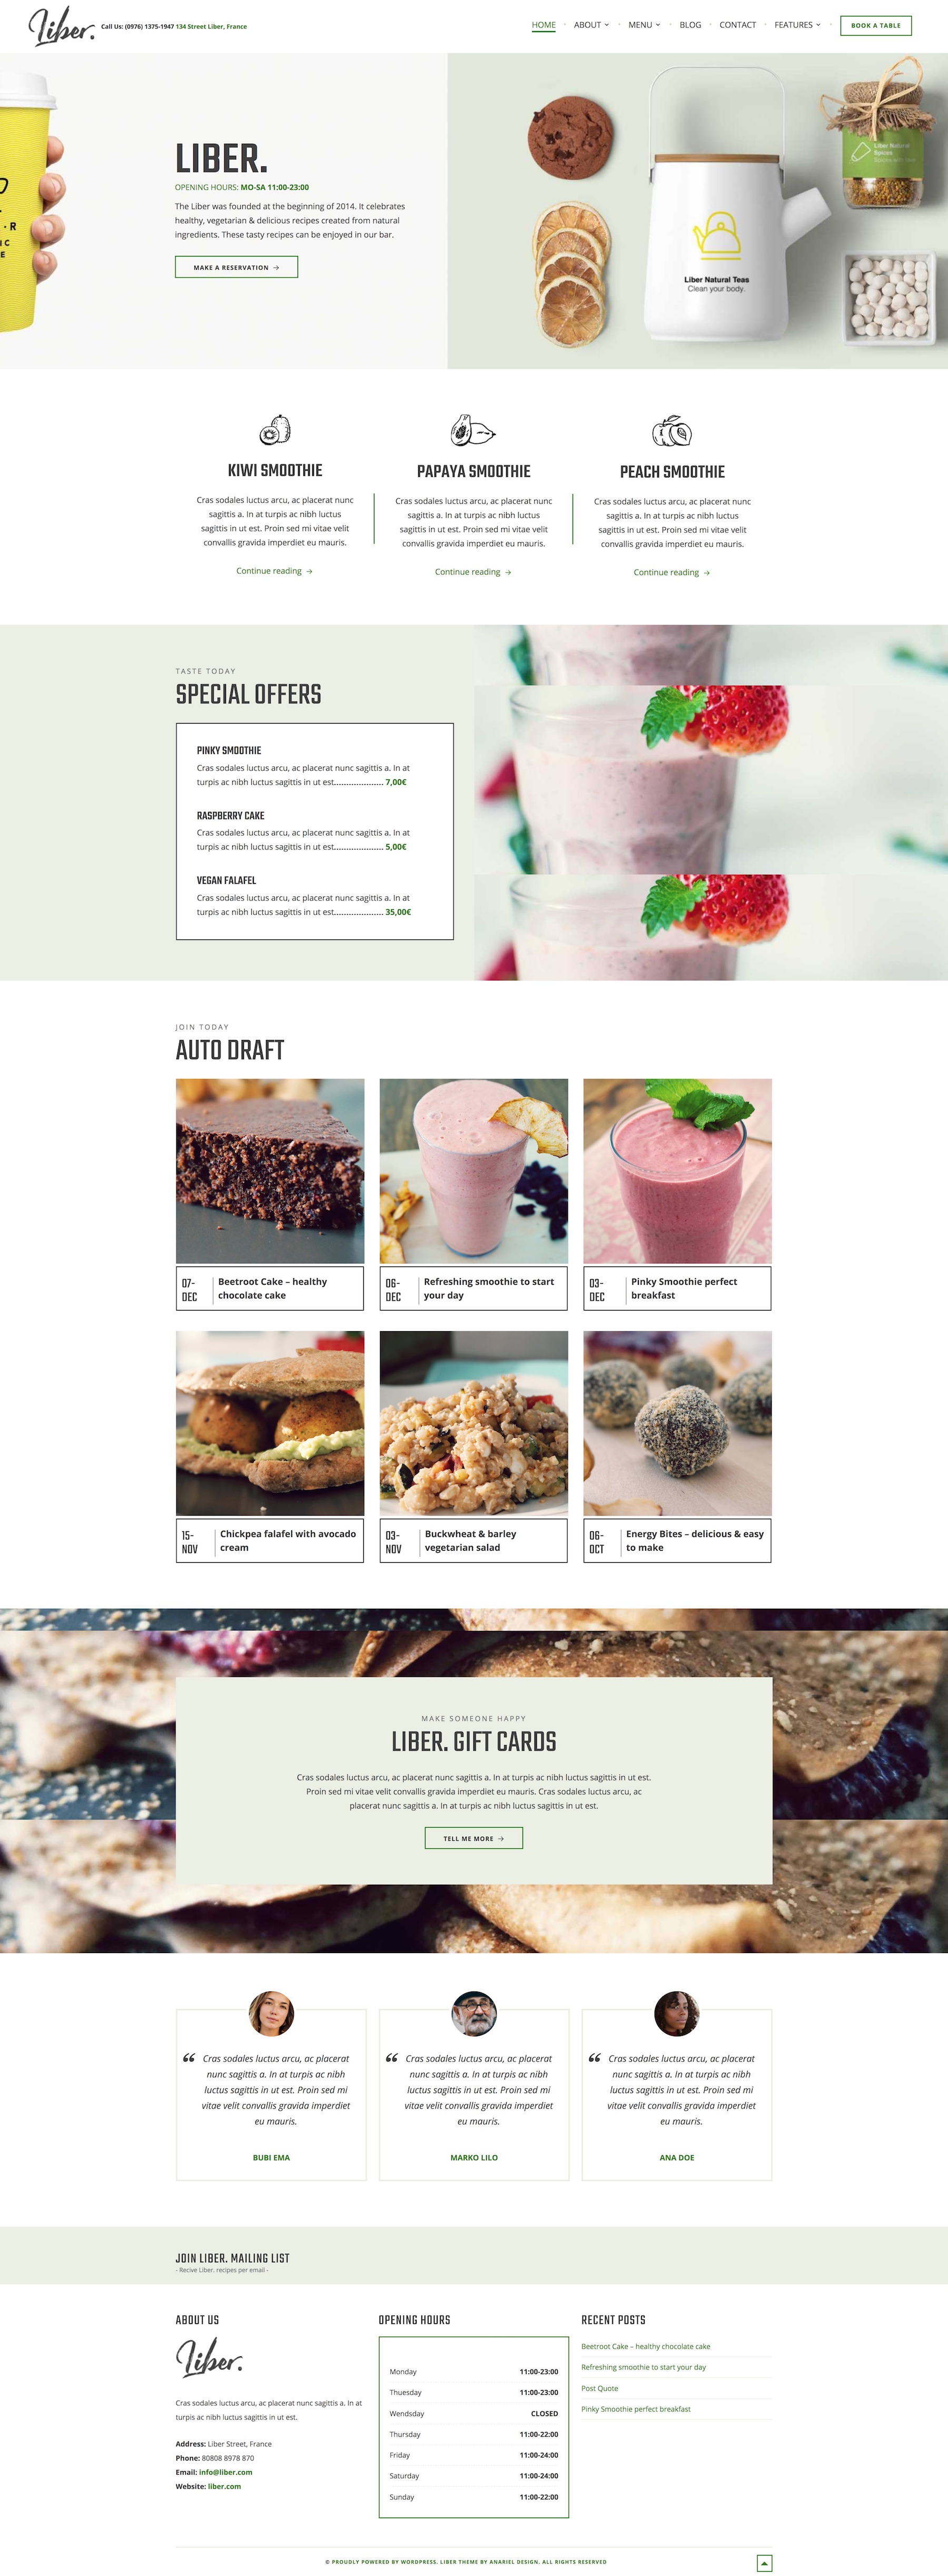 Liber.
Call Us: (0976) 1375-1947 134 Street Liber, France
HOME
ABOUT
MENU
BLOG
CONTACT
FEATURES
BOOK A TABLE
LIBER.
OPENING HOURS: MO-SA 11:00-23:00
The Liber was founded at the beginning of 2014. It celebrates
healthy, vegetarian & delicious recipes created from natural
ingredients. These tasty recipes can be enjoyed in our bar.
MAKE A RESERVATION →
Liber Natural Teas
Clean your body.
Liber Natural
Spices
KIWI SMOOTHIE
Cras sodales luctus arcu, ac placerat nunc
sagittis a. In at turpis ac nibh luctus
sagittis in ut est. Proin sed mi vitae velit
convallis gravida imperdiet eu mauris.
Continue reading →
PAPAYA SMOOTHIE
Cras sodales luctus arcu, ac placerat nunc
sagittis a. In at turpis ac nibh luctus
sagittis in ut est. Proin sed mi vitae velit
convallis gravida imperdiet eu mauris.
Continue reading →
PEACH SMOOTHIE
Cras sodales luctus arcu, ac placerat nunc
sagittis a. In at turpis ac nibh luctus
sagittis in ut est. Proin sed mi vitae velit
convallis gravida imperdiet eu mauris.
Continue reading →
TASTE TODAY
SPECIAL OFFERS
PINKY SMOOTHIE
Cras sodales luctus arcu, ac placerat nunc sagittis a. In at
turpis ac nibh luctus sagittis in ut est..................... 7,00€
RASPBERRY CAKE
Cras sodales luctus arcu, ac placerat nunc sagittis a. In at
turpis ac nibh luctus sagittis in ut est..................... 5,00€
VEGAN FALAFEL
Cras sodales luctus arcu, ac placerat nunc sagittis a. In at
turpis ac nibh luctus sagittis in ut est..................... 35,00€
JOIN TODAY
AUTO DRAFT
07-
DEC
Beetroot Cake – healthy
chocolate cake
06-
DEC
Refreshing smoothie to start
your day
03-
DEC
Pinky Smoothie perfect
breakfast
15-
NOV
Chickpea falafel with avocado
cream
03-
NOV
Buckwheat & barley
vegetarian salad
06-
OCT
Energy Bites – delicious & easy
to make
MAKE SOMEONE HAPPY
LIBER. GIFT CARDS
Cras sodales luctus arcu, ac placerat nunc sagittis a. In at turpis ac nibh luctus sagittis in ut est.
Proin sed mi vitae velit convallis gravida imperdiet eu mauris. Cras sodales luctus arcu, ac
placerat nunc sagittis a. In at turpis ac nibh luctus sagittis in ut est.
TELL ME MORE →
“ Cras sodales luctus arcu, ac placerat
nunc sagittis a. In at turpis ac nibh
luctus sagittis in ut est. Proin sed mi
vitae velit convallis gravida imperdiet
eu mauris.
BUBI EMA
“ Cras sodales luctus arcu, ac placerat
nunc sagittis a. In at turpis ac nibh
luctus sagittis in ut est. Proin sed mi
vitae velit convallis gravida imperdiet
eu mauris.
MARKO LILO
“ Cras sodales luctus arcu, ac placerat
nunc sagittis a. In at turpis ac nibh
luctus sagittis in ut est. Proin sed mi
vitae velit convallis gravida imperdiet
eu mauris.
ANA DOE
JOIN LIBER. MAILING LIST
- Recive Liber. recipes per email -
ABOUT US
Liber.
Cras sodales luctus arcu, ac placerat nunc sagittis a. In at
turpis ac nibh luctus sagittis in ut est.
Address: Liber Street, France
Phone: 80808 8978 870
Email: info@liber.com
Website: liber.com
OPENING HOURS
Monday 11:00-23:00
Thuesday 11:00-23:00
Wendsday CLOSED
Thursday 11:00-22:00
Friday 11:00-24:00
Saturday 11:00-24:00
Sunday 11:00-22:00
RECENT POSTS
Beetroot Cake – healthy chocolate cake
Refreshing smoothie to start your day
Post Quote
Pinky Smoothie perfect breakfast
© PROUDLY POWERED BY WORDPRESS. LIBER THEME BY ANARIEL DESIGN. ALL RIGHTS RESERVED